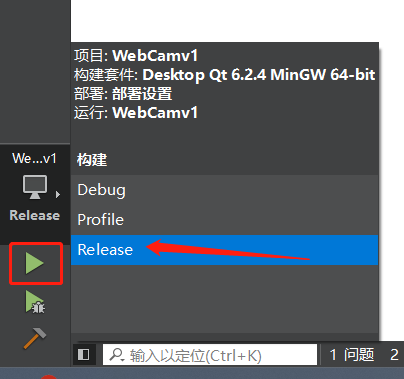 项目: WebCamv1
构建套件: Desktop Qt 6.2.4 MinGW 64-bit
部署: 部署设置
运行: WebCamv1
We...v1
构建
Release
Debug
Profile
Release
输入以定位(Ctrl+K)
1 问题 2